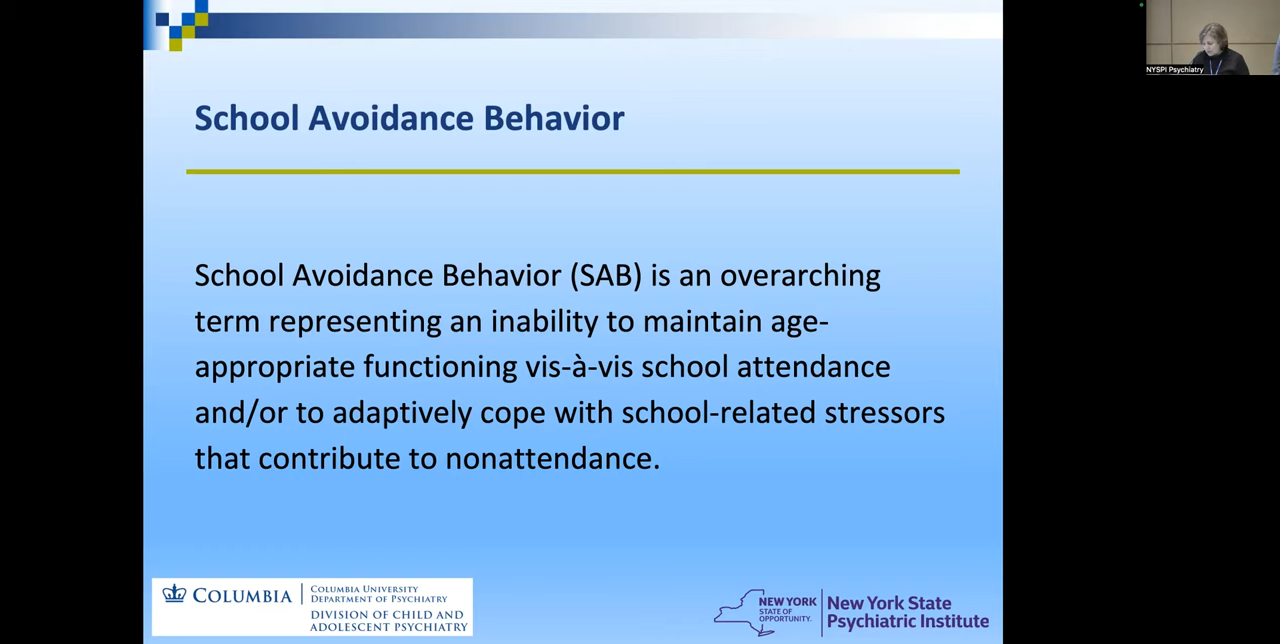 NYSPI Psychiatry
School Avoidance Behavior
School Avoidance Behavior (SAB) is an overarching
term representing an inability to maintain age-
appropriate functioning vis-à-vis school attendance
and/or to adaptively cope with school-related stressors
that contribute to nonattendance.
COLUMBIA
COLUMBIA UNIVERSITY
DEPARTMENT OF PSYCHIATRY
DIVISION OF CHILD AND
ADOLESCENT PSYCHIATRY
NEW YORK
STATE OF
OPPORTUNITY.
New York State
Psychiatric Institute